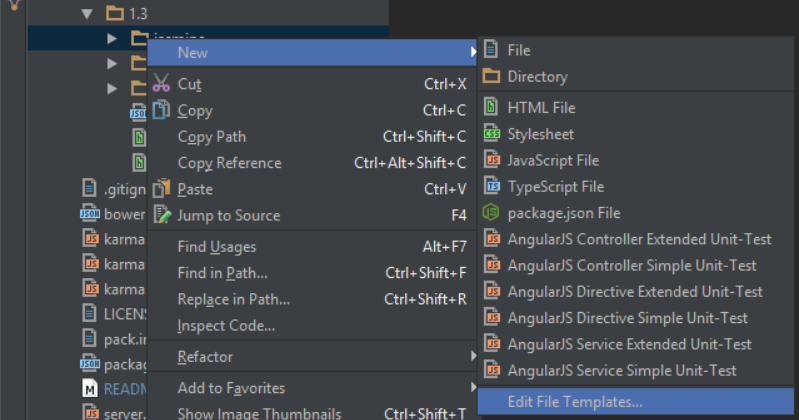 1.3
New
Cut Ctrl+X
Copy Ctrl+C
Copy Path Ctrl+Shift+C
Copy Reference Ctrl+Alt+Shift+C
Paste Ctrl+V
Jump to Source F4
Find Usages Alt+F7
Find in Path... Ctrl+Shift+F
Replace in Path... Ctrl+Shift+R
Inspect Code...
Refactor
Add to Favorites
Show Image Thumbnails Ctrl+Shift+T
File
Directory
HTML File
Stylesheet
JavaScript File
TypeScript File
package.json File
AngularJS Controller Extended Unit-Test
AngularJS Controller Simple Unit-Test
AngularJS Directive Extended Unit-Test
AngularJS Directive Simple Unit-Test
AngularJS Service Extended Unit-Test
AngularJS Service Simple Unit-Test
Edit File Templates...
.gitign
bower
karma
karma
karma
LICENS
pack.in
packag
README
server.